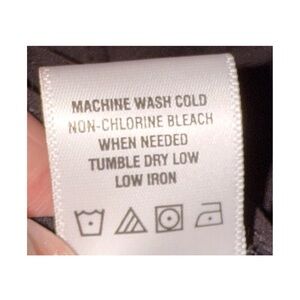 MACHINE WASH COLD
NON-CHLORINE BLEACH
WHEN NEEDED
TUMBLE DRY LOW
LOW IRON